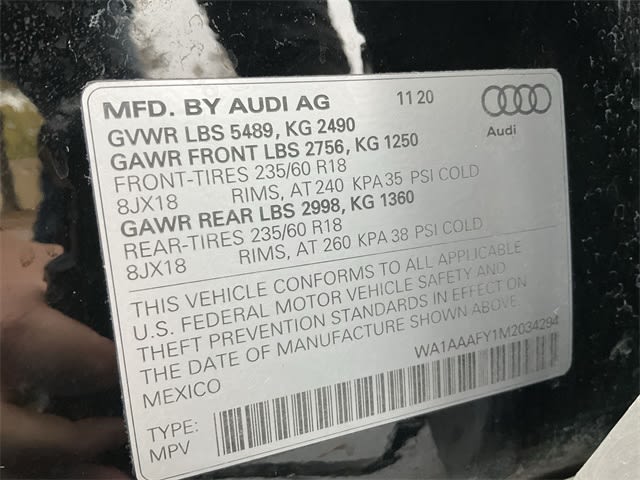 MFD. BY AUDI AG 11 20
Audi
GVWR LBS 5489, KG 2490
GAWR FRONT LBS 2756, KG 1250
FRONT-TIRES 235/60 R18
8JX18 RIMS, AT 240 KPA 35 PSI COLD
GAWR REAR LBS 2998, KG 1360
REAR-TIRES 235/60 R18
8JX18 RIMS, AT 260 KPA 38 PSI COLD
THIS VEHICLE CONFORMS TO ALL APPLICABLE
U.S. FEDERAL MOTOR VEHICLE SAFETY AND
THEFT PREVENTION STANDARDS IN EFFECT ON
THE DATE OF MANUFACTURE SHOWN ABOVE.
MEXICO WA1AAAFY1M2034294
TYPE:
MPV